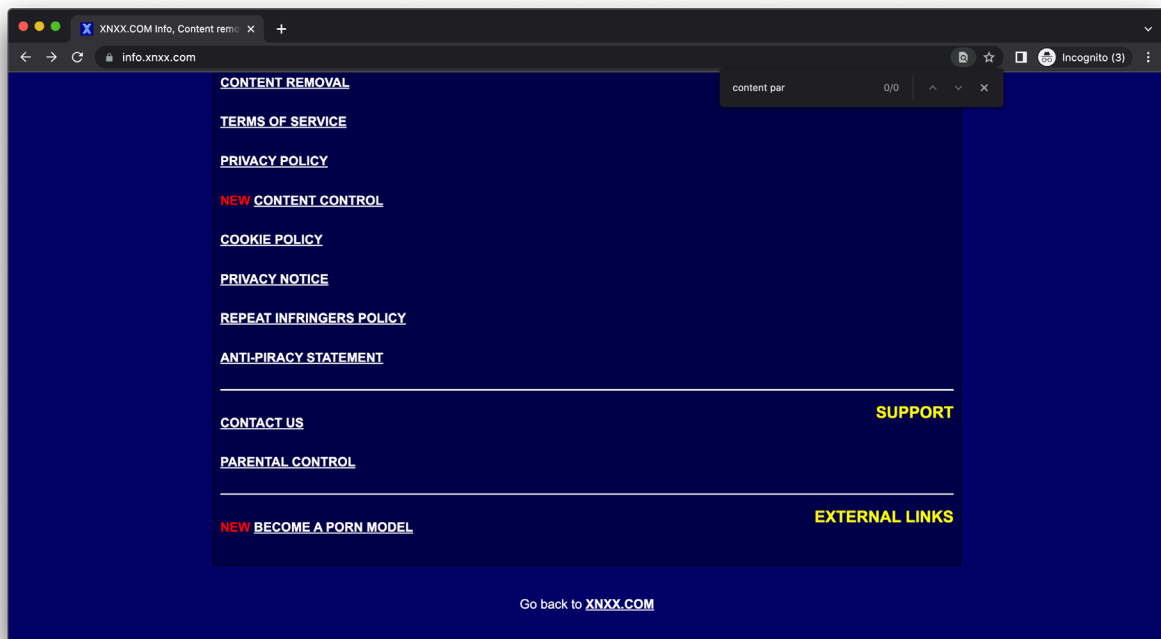 XNXX.COM Info, Content remo
info.xnxx.com
Incognito (3)
content par 0/0
CONTENT REMOVAL
TERMS OF SERVICE
PRIVACY POLICY
NEW CONTENT CONTROL
COOKIE POLICY
PRIVACY NOTICE
REPEAT INFRINGERS POLICY
ANTI-PIRACY STATEMENT
SUPPORT
CONTACT US
PARENTAL CONTROL
EXTERNAL LINKS
NEW BECOME A PORN MODEL
Go back to XNXX.COM